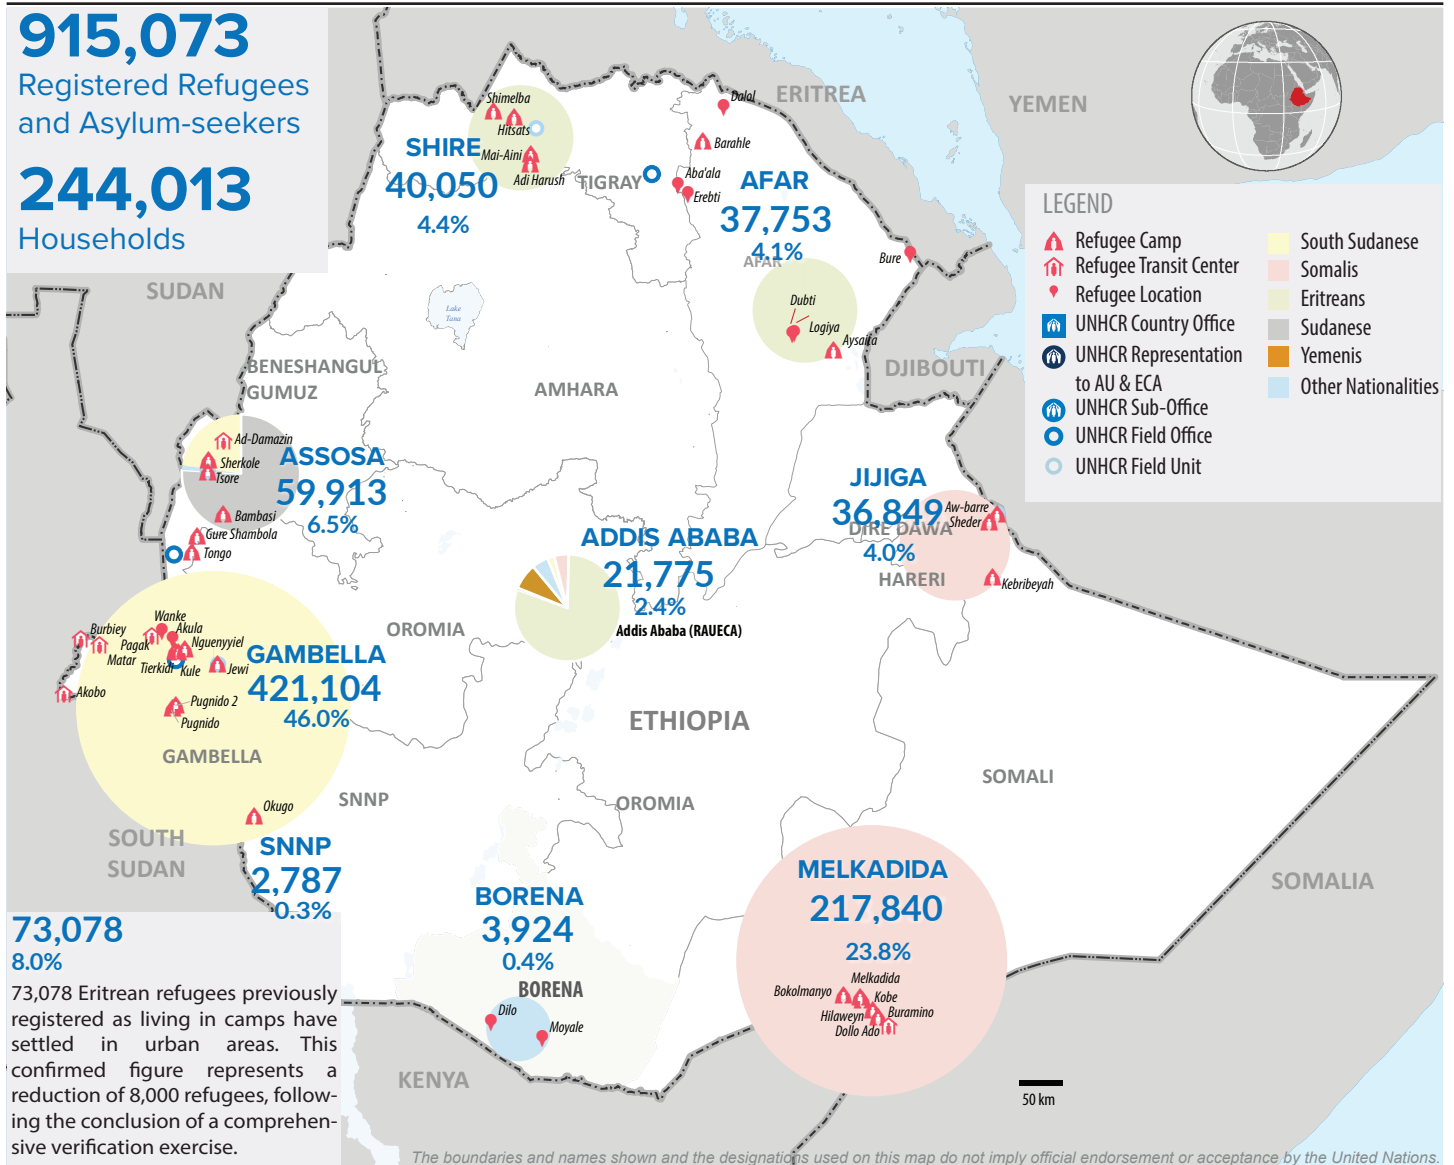 915,073
Registered Refugees
and Asylum-seekers
244,013
Households
ERITREA
YEMEN
SUDAN
DJIBOUTI
SOMALIA
KENYA
SOUTH
SUDAN
ETHIOPIA
Shimelba
Hitsats
Mai-Aini
Adi Harush
SHIRE
40,050
4.4%
TIGRAY
Dalol
Barahle
Aba'ala
Erebti
AFAR
37,753
4.1%
AFAR
Bure
Dubti
Logiya
Aysaita
Lake
Tana
BENESHANGUL
GUMUZ
AMHARA
Ad-Damazin
Sherkole
Tsore
Bambasi
Gure Shambola
Tongo
ASSOSA
59,913
6.5%
JIJIGA
36,849
4.0%
DIRE DAWA
HARERI
Aw-barre
Sheder
Kebribeyah
ADDIS ABABA
21,775
2.4%
Addis Ababa (RAUECA)
OROMIA
Wanke
Akula
Burbiey
Pagak
Nguenyyiel
Matar
Tierkidi
Kule
Jewi
Akobo
Pugnido 2
Pugnido
GAMBELLA
421,104
46.0%
GAMBELLA
Okugo
SNNP
SNNP
2,787
0.3%
OROMIA
SOMALI
BORENA
3,924
0.4%
BORENA
Dilo
Moyale
MELKADIDA
217,840
23.8%
Melkadida
Bokolmanyo
Kobe
Hilaweyn
Buramino
Dollo Ado
LEGEND
Refugee Camp
Refugee Transit Center
Refugee Location
UNHCR Country Office
UNHCR Representation
to AU & ECA
UNHCR Sub-Office
UNHCR Field Office
UNHCR Field Unit
South Sudanese
Somalis
Eritreans
Sudanese
Yemenis
Other Nationalities
73,078
8.0%
73,078 Eritrean refugees previously
registered as living in camps have
settled in urban areas. This
confirmed figure represents a
reduction of 8,000 refugees, follow-
ing the conclusion of a comprehen-
sive verification exercise.
50 km
The boundaries and names shown and the designations used on this map do not imply official endorsement or acceptance by the United Nations.